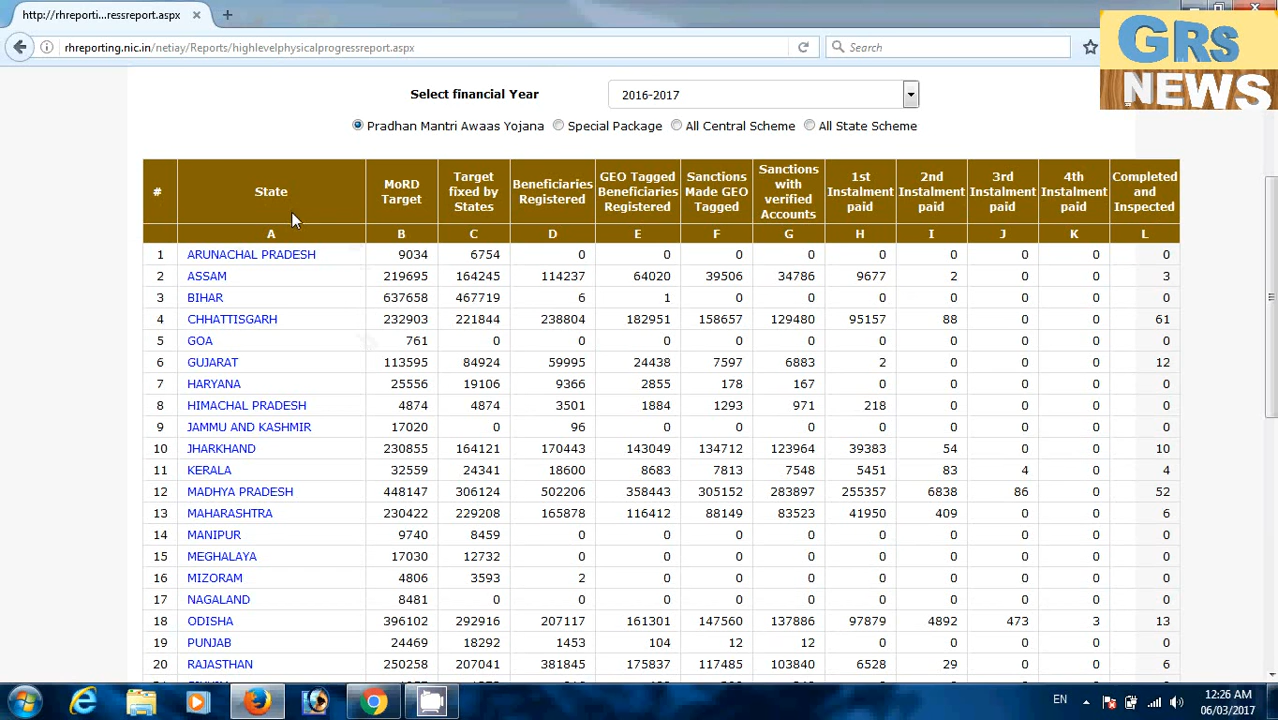 http://rhreporti...ressreport.aspx
rhreporting.nic.in/netiay/Reports/highlevelphysicalprogressreport.aspx
Search
GRS
NEWS
Select financial Year 2016-2017
Pradhan Mantri Awaas Yojana Special Package All Central Scheme All State Scheme
# State MoRD Target Target fixed by States Beneficiaries Registered GEO Tagged Beneficiaries Registered Sanctions Made GEO Tagged Sanctions with verified Accounts 1st Instalment paid 2nd Instalment paid 3rd Instalment paid 4th Instalment paid Completed and Inspected
A B C D E F G H I J K L
1 ARUNACHAL PRADESH 9034 6754 0 0 0 0 0 0 0 0 0
2 ASSAM 219695 164245 114237 64020 39506 34786 9677 2 0 0 3
3 BIHAR 637658 467719 6 1 0 0 0 0 0 0 0
4 CHHATTISGARH 232903 221844 238804 182951 158657 129480 95157 88 0 0 61
5 GOA 761 0 0 0 0 0 0 0 0 0 0
6 GUJARAT 113595 84924 59995 24438 7597 6883 2 0 0 0 12
7 HARYANA 25556 19106 9366 2855 178 167 0 0 0 0 0
8 HIMACHAL PRADESH 4874 4874 3501 1884 1293 971 218 0 0 0 0
9 JAMMU AND KASHMIR 17020 0 96 0 0 0 0 0 0 0 0
10 JHARKHAND 230855 164121 170443 143049 134712 123964 39383 54 0 0 10
11 KERALA 32559 24341 18600 8683 7813 7548 5451 83 4 0 4
12 MADHYA PRADESH 448147 306124 502206 358443 305152 283897 255357 6838 86 0 52
13 MAHARASHTRA 230422 229208 165878 116412 88149 83523 41950 409 0 0 6
14 MANIPUR 9740 8459 0 0 0 0 0 0 0 0 0
15 MEGHALAYA 17030 12732 0 0 0 0 0 0 0 0 0
16 MIZORAM 4806 3593 2 0 0 0 0 0 0 0 0
17 NAGALAND 8481 0 0 0 0 0 0 0 0 0 0
18 ODISHA 396102 292916 207117 161301 147560 137886 97879 4892 473 3 13
19 PUNJAB 24469 18292 1453 104 12 12 0 0 0 0 0
20 RAJASTHAN 250258 207041 381845 175837 117485 103840 6528 29 0 0 6
EN 12:26 AM
06/03/2017